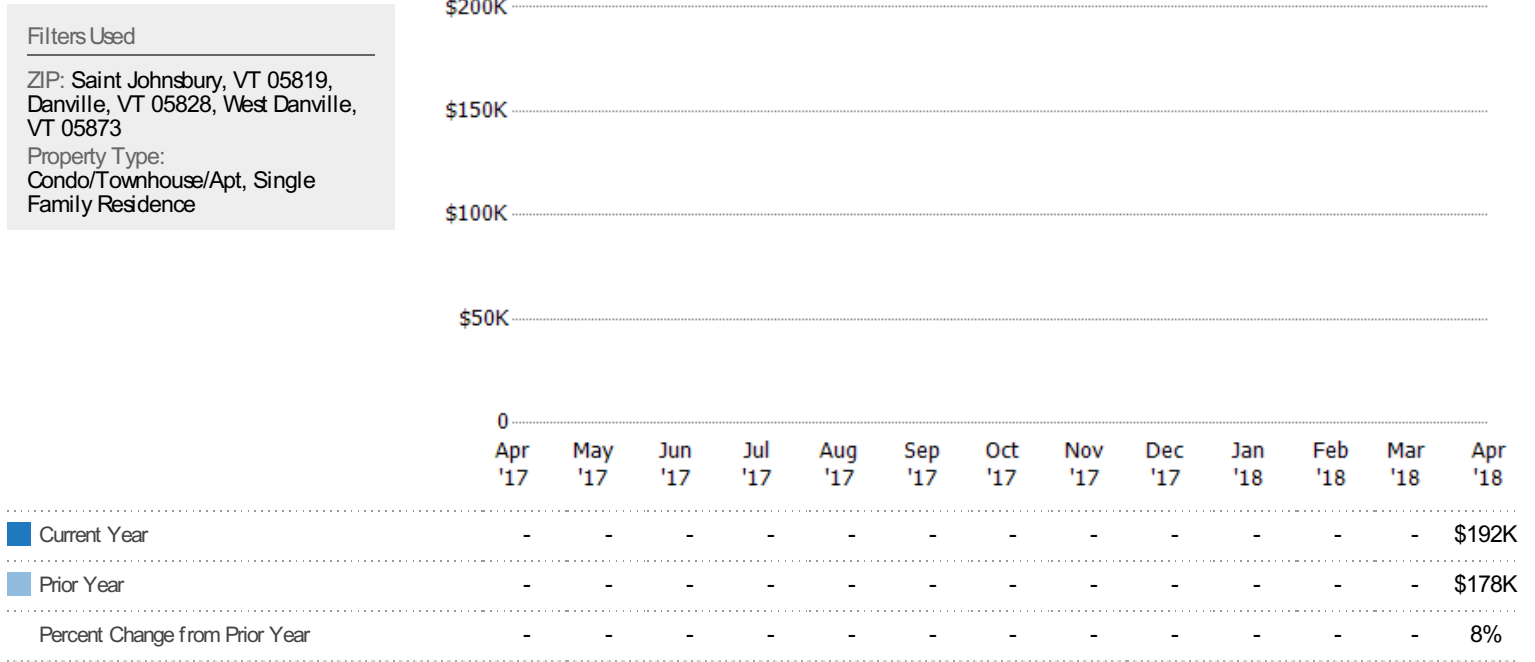 Filters Used
ZIP: Saint Johnsbury, VT 05819,
Danville, VT 05828, West Danville,
VT 05873
Property Type:
Condo/Townhouse/Apt, Single
Family Residence
$200K
$150K
$100K
$50K
0
Apr May Jun Jul Aug Sep Oct Nov Dec Jan Feb Mar Apr
'17 '17 '17 '17 '17 '17 '17 '17 '17 '18 '18 '18 '18
Current Year - - - - - - - - - - - - $192K
Prior Year - - - - - - - - - - - - $178K
Percent Change from Prior Year - - - - - - - - - - - - 8%